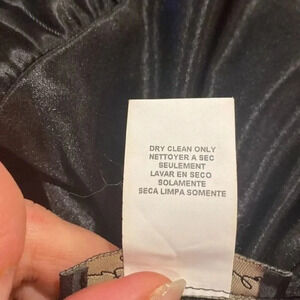 DRY CLEAN ONLY
NETTOYER A SEC
SEULEMENT
LAVAR EN SECO
SOLAMENTE
SECA LIMPA SOMENTE